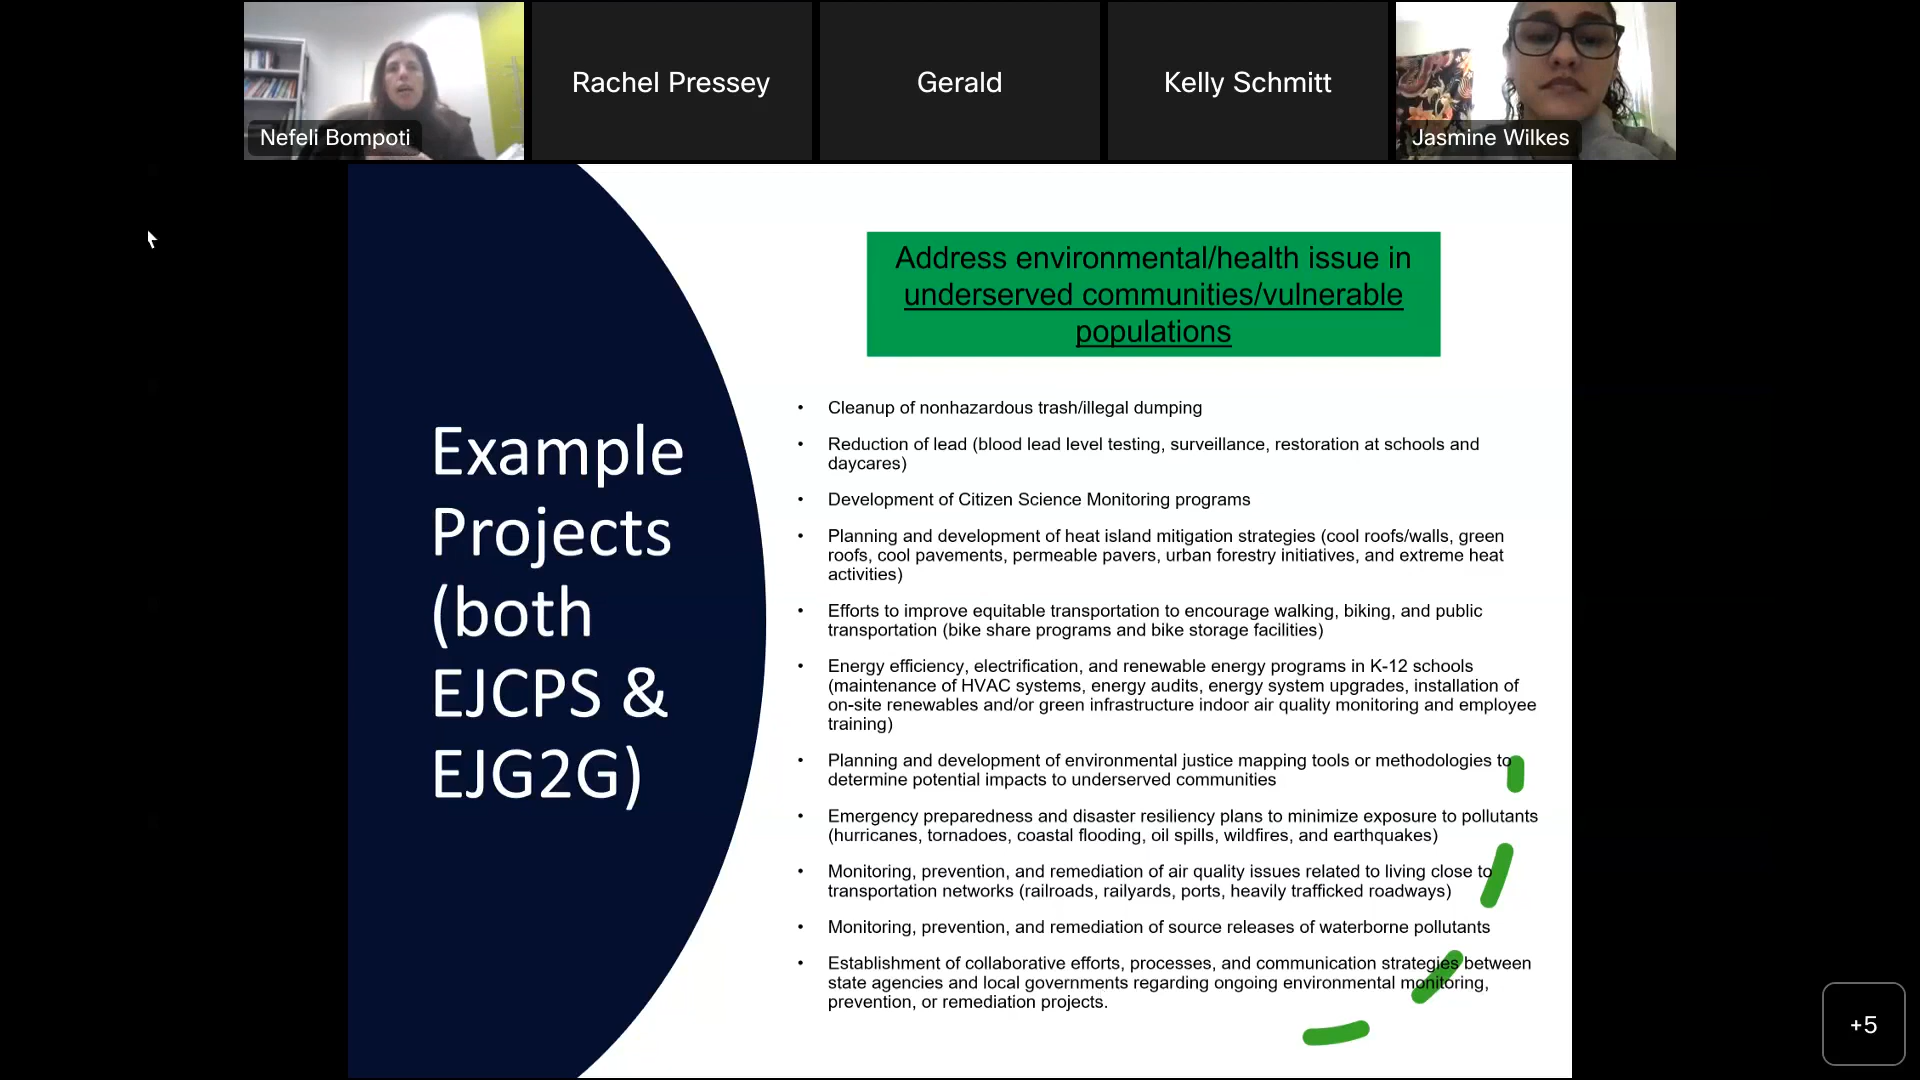 Rachel Pressey
Gerald
Kelly Schmitt
Nefeli Bompoti
Jasmine Wilkes
Example
Projects
(both
EJCPS &
EJG2G)
Address environmental/health issue in
underserved communities/vulnerable
populations
• Cleanup of nonhazardous trash/illegal dumping
• Reduction of lead (blood lead level testing, surveillance, restoration at schools and
daycares)
• Development of Citizen Science Monitoring programs
• Planning and development of heat island mitigation strategies (cool roofs/walls, green
roofs, cool pavements, permeable pavers, urban forestry initiatives, and extreme heat
activities)
• Efforts to improve equitable transportation to encourage walking, biking, and public
transportation (bike share programs and bike storage facilities)
• Energy efficiency, electrification, and renewable energy programs in K-12 schools
(maintenance of HVAC systems, energy audits, energy system upgrades, installation of
on-site renewables and/or green infrastructure indoor air quality monitoring and employee
training)
• Planning and development of environmental justice mapping tools or methodologies to
determine potential impacts to underserved communities
• Emergency preparedness and disaster resiliency plans to minimize exposure to pollutants
(hurricanes, tornadoes, coastal flooding, oil spills, wildfires, and earthquakes)
• Monitoring, prevention, and remediation of air quality issues related to living close to
transportation networks (railroads, railyards, ports, heavily trafficked roadways)
• Monitoring, prevention, and remediation of source releases of waterborne pollutants
• Establishment of collaborative efforts, processes, and communication strategies between
state agencies and local governments regarding ongoing environmental monitoring,
prevention, or remediation projects.
+5